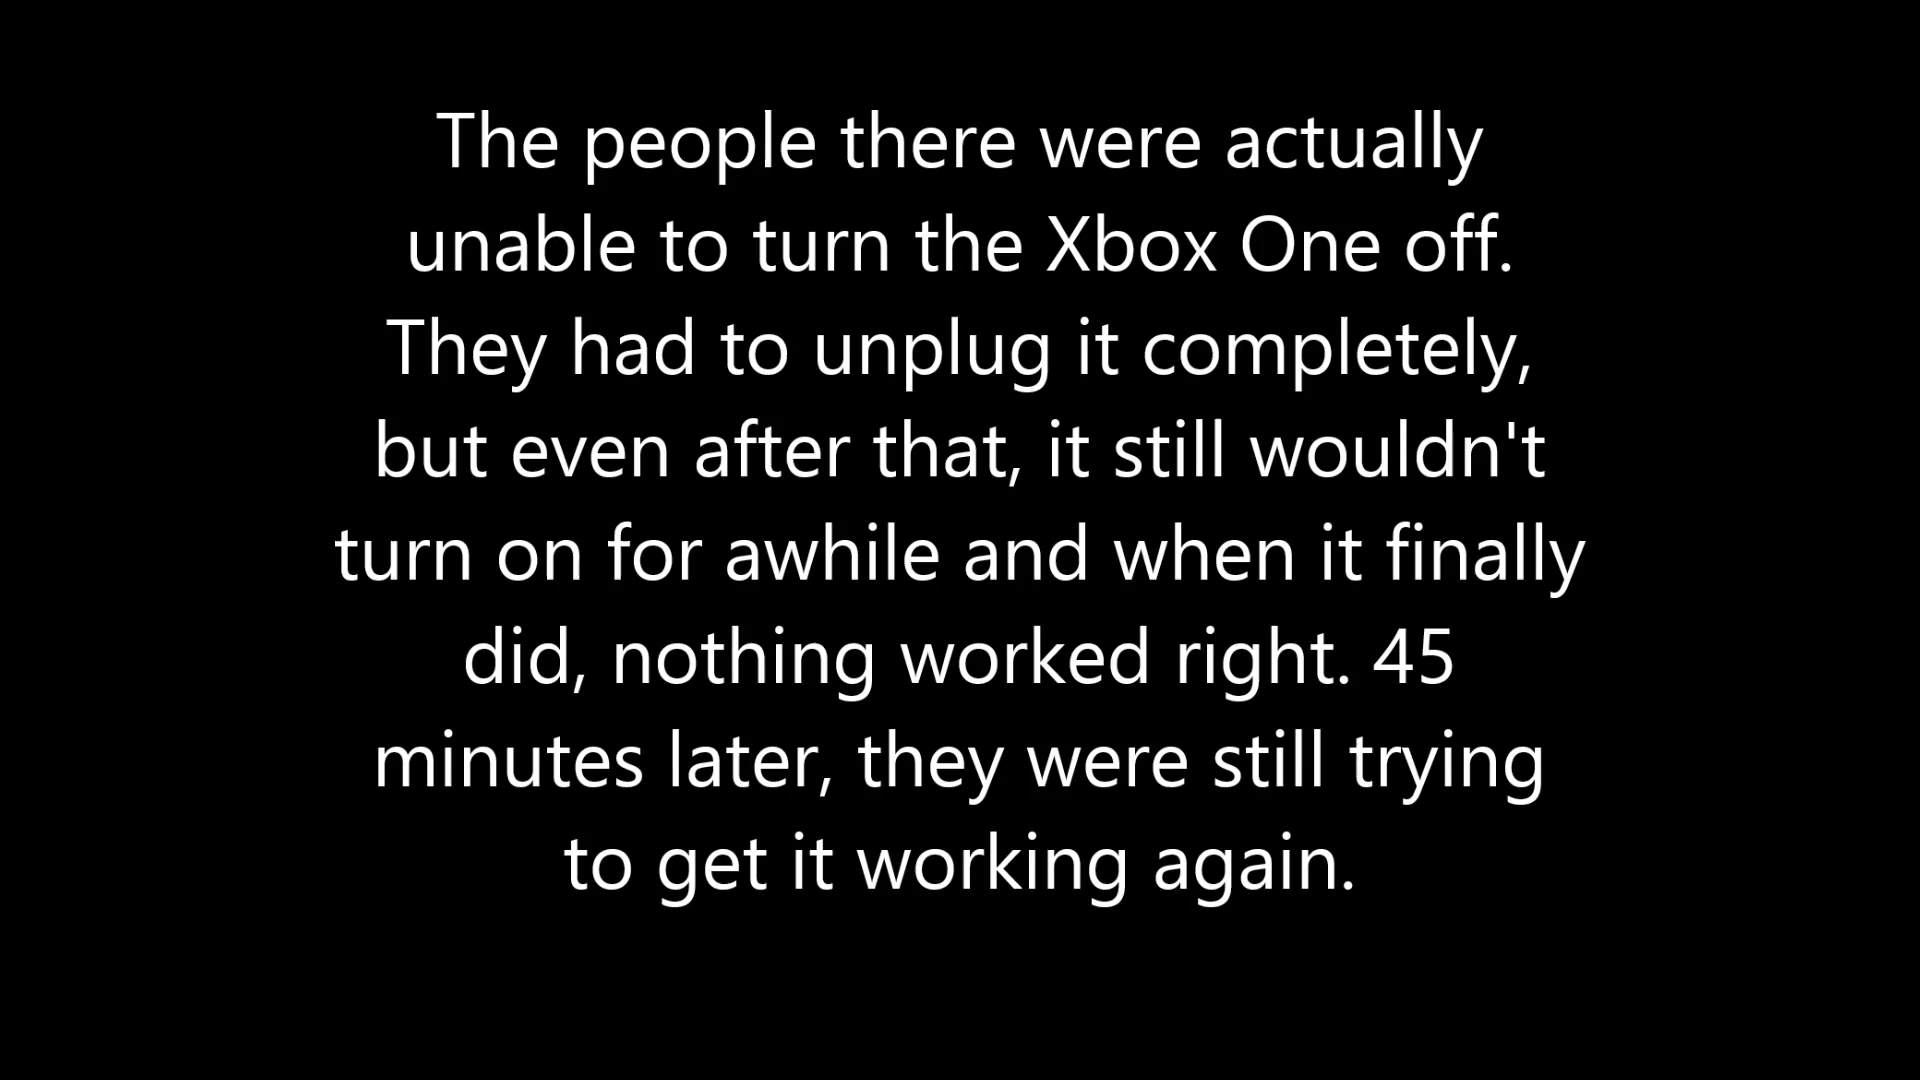 The people there were actually
unable to turn the Xbox One off.
They had to unplug it completely,
but even after that, it still wouldn't
turn on for awhile and when it finally
did, nothing worked right. 45
minutes later, they were still trying
to get it working again.